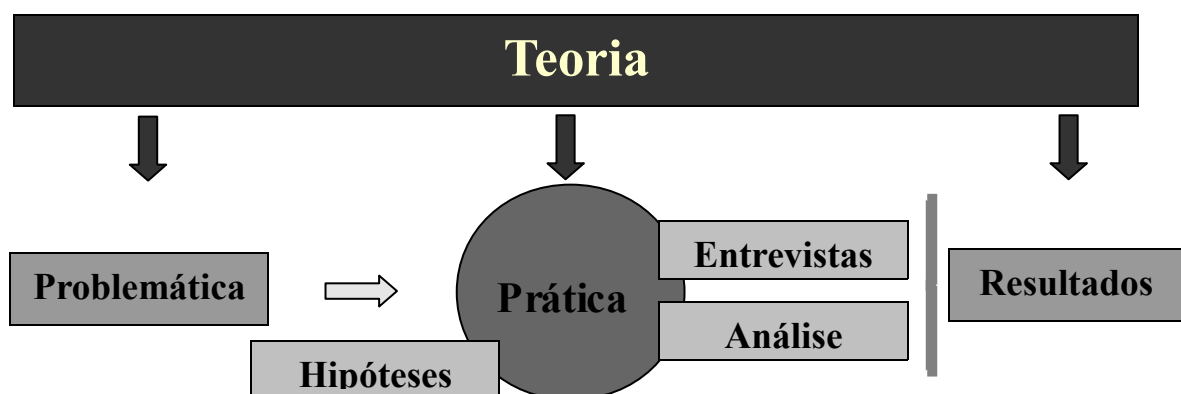 Teoria
Problemática
Prática
Entrevistas
Análise
Resultados
Hipóteses